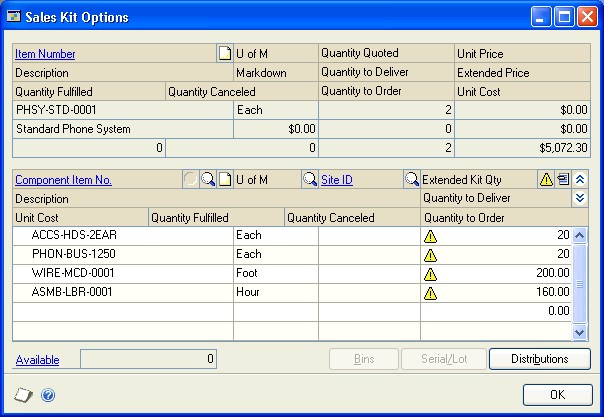 Sales Kit Options
Item Number U of M Quantity Quoted Unit Price
Description Markdown Quantity to Deliver Extended Price
Quantity Fulfilled Quantity Canceled Quantity to Order Unit Cost
PHSY-STD-0001 Each 2 $0.00
Standard Phone System $0.00 0 $0.00
0 0 2 $5,072.30
Component Item No. U of M Site ID Extended Kit Qty
Description Quantity to Deliver
Unit Cost Quantity Fulfilled Quantity Canceled Quantity to Order
ACCS-HDS-2EAR Each 20
PHON-BUS-1250 Each 20
WIRE-MCD-0001 Foot 200.00
ASMB-LBR-0001 Hour 160.00
0.00
Available 0 Bins Serial/Lot Distributions
OK